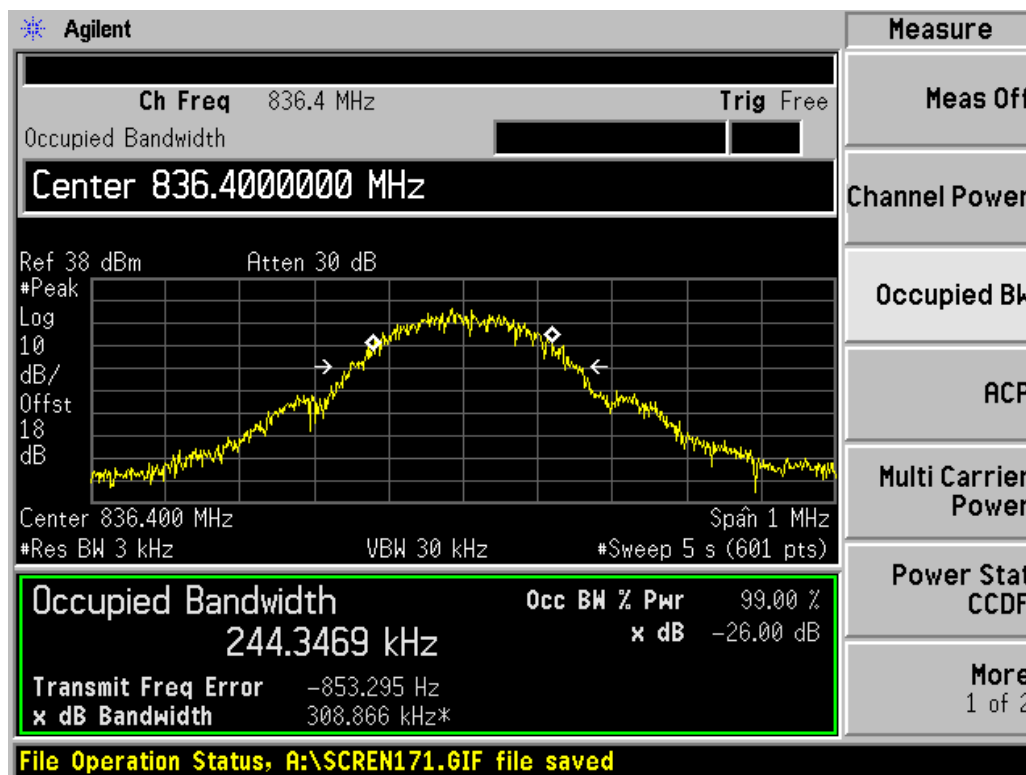 Agilent
Measure
Ch Freq 836.4 MHz Trig Free
Occupied Bandwidth
Center 836.4000000 MHz
Ref 38 dBm Atten 30 dB
#Peak
Log
10
dB/
Offst
18
dB
Center 836.400 MHz Span 1 MHz
#Res BW 3 kHz VBW 30 kHz #Sweep 5 s (601 pts)
Occupied Bandwidth
244.3469 kHz
Occ BW % Pwr 99.00 %
x dB -26.00 dB
Transmit Freq Error -853.295 Hz
x dB Bandwidth 308.866 kHz*
File Operation Status, A:\SCREN171.GIF file saved
Meas Off
Channel Power
Occupied BW
ACP
Multi Carrier
Power
Power Stat
CCDF
More
1 of 2